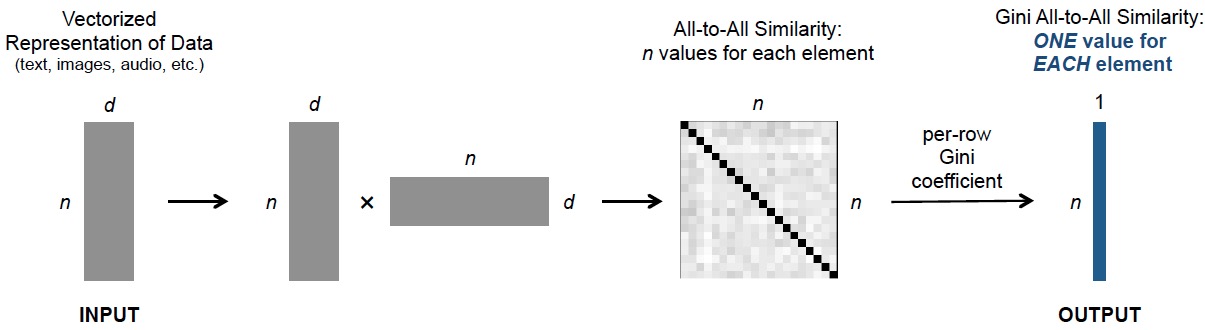 Vectorized
Representation of Data
(text, images, audio, etc.)
d
n
INPUT
d
n
×
n
d
All-to-All Similarity:
n values for each element
n
n
per-row
Gini
coefficient
Gini All-to-All Similarity:
ONE value for
EACH element
1
n
OUTPUT